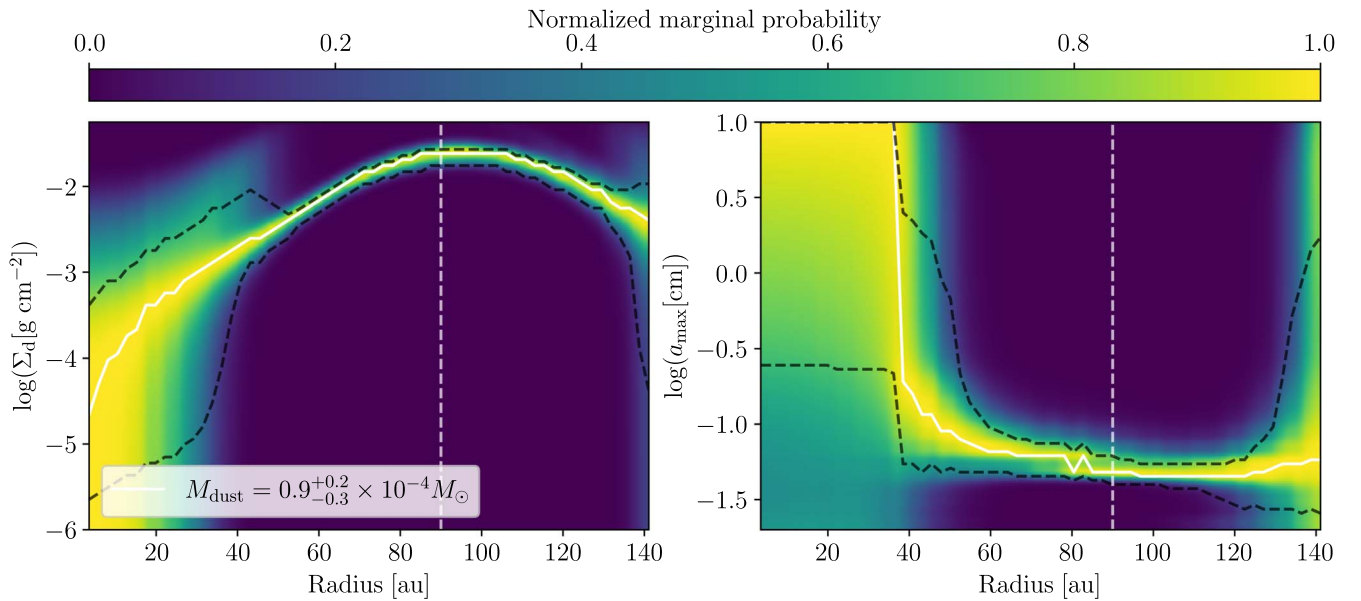 Normalized marginal probability
0.0 0.2 0.4 0.6 0.8 1.0
log(Σ_d[g cm⁻²])
−2
−3
−4
−5
−6
M_dust = 0.9^{+0.2}_{−0.3} × 10⁻⁴M_⊙
20 40 60 80 100 120 140
Radius [au]
log(a_max[cm])
1.0
0.5
0.0
−0.5
−1.0
−1.5
20 40 60 80 100 120 140
Radius [au]